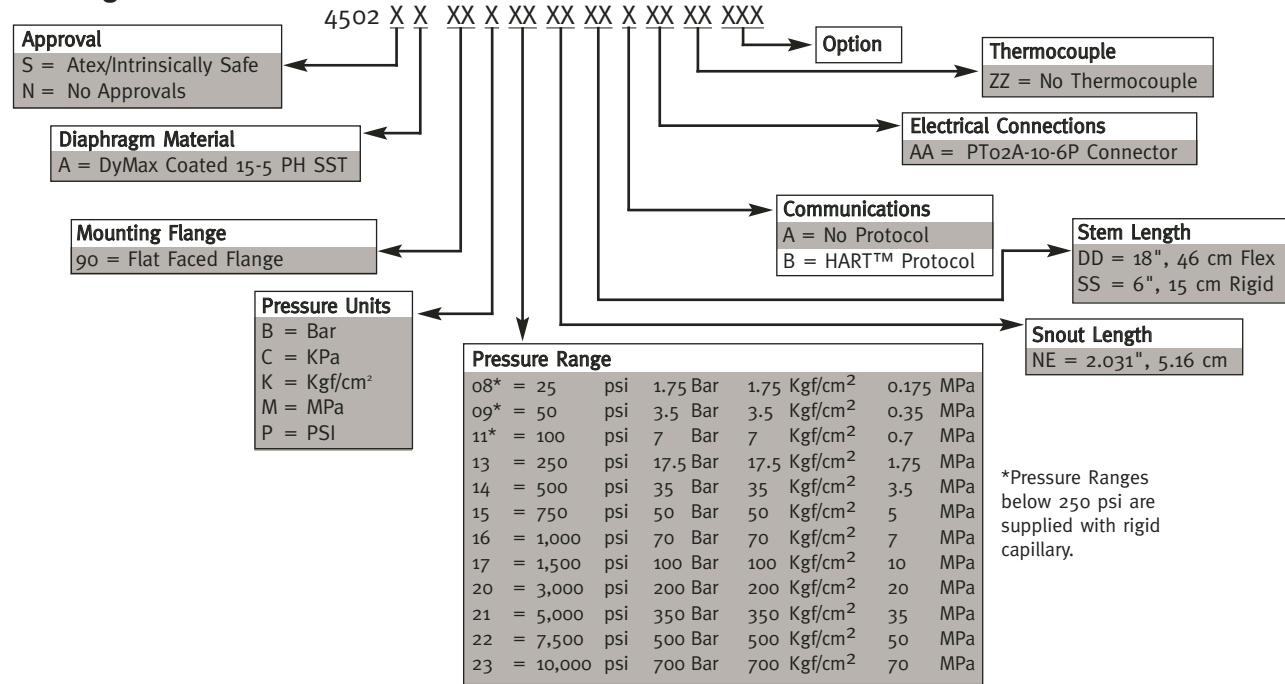 4502 X X XX X XX XX XX X XX XX XXX
Approval
S = Atex/Intrinsically Safe
N = No Approvals
Option
Thermocouple
ZZ = No Thermocouple
Diaphragm Material
A = DyMax Coated 15-5 PH SST
Electrical Connections
AA = PT02A-10-6P Connector
Mounting Flange
90 = Flat Faced Flange
Communications
A = No Protocol
B = HART™ Protocol
Stem Length
DD = 18", 46 cm Flex
SS = 6", 15 cm Rigid
Pressure Units
B = Bar
C = KPa
K = Kgf/cm²
M = MPa
P = PSI
Snout Length
NE = 2.031", 5.16 cm
Pressure Range
08* = 25 psi 1.75 Bar 1.75 Kgf/cm² 0.175 MPa
09* = 50 psi 3.5 Bar 3.5 Kgf/cm² 0.35 MPa
11* = 100 psi 7 Bar 7 Kgf/cm² 0.7 MPa
13 = 250 psi 17.5 Bar 17.5 Kgf/cm² 1.75 MPa
14 = 500 psi 35 Bar 35 Kgf/cm² 3.5 MPa
15 = 750 psi 50 Bar 50 Kgf/cm² 5 MPa
16 = 1,000 psi 70 Bar 70 Kgf/cm² 7 MPa
17 = 1,500 psi 100 Bar 100 Kgf/cm² 10 MPa
20 = 3,000 psi 200 Bar 200 Kgf/cm² 20 MPa
21 = 5,000 psi 350 Bar 350 Kgf/cm² 35 MPa
22 = 7,500 psi 500 Bar 500 Kgf/cm² 50 MPa
23 = 10,000 psi 700 Bar 700 Kgf/cm² 70 MPa
*Pressure Ranges
below 250 psi are
supplied with rigid
capillary.